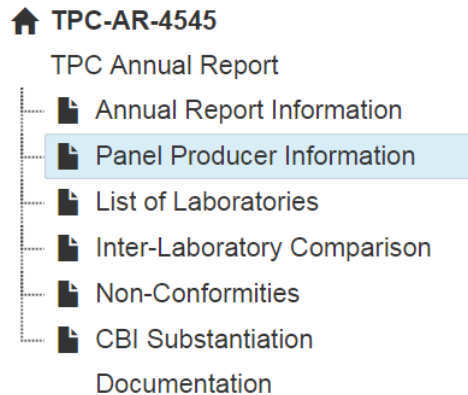 TPC-AR-4545
TPC Annual Report
Annual Report Information
Panel Producer Information
List of Laboratories
Inter-Laboratory Comparison
Non-Conformities
CBI Substantiation
Documentation